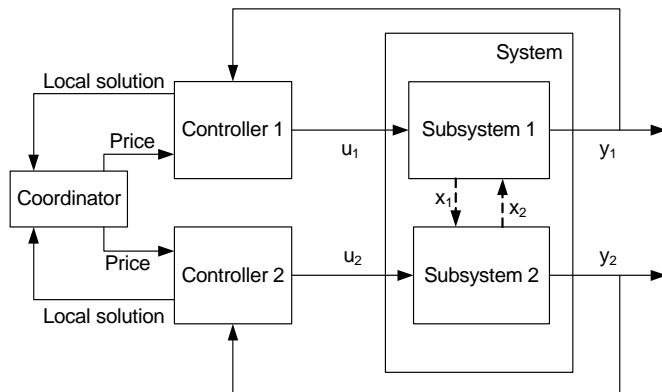 System
Local solution
Controller 1
Subsystem 1
Price
u₁
y₁
Coordinator
x₁
x₂
Price
Controller 2
u₂
Subsystem 2
y₂
Local solution